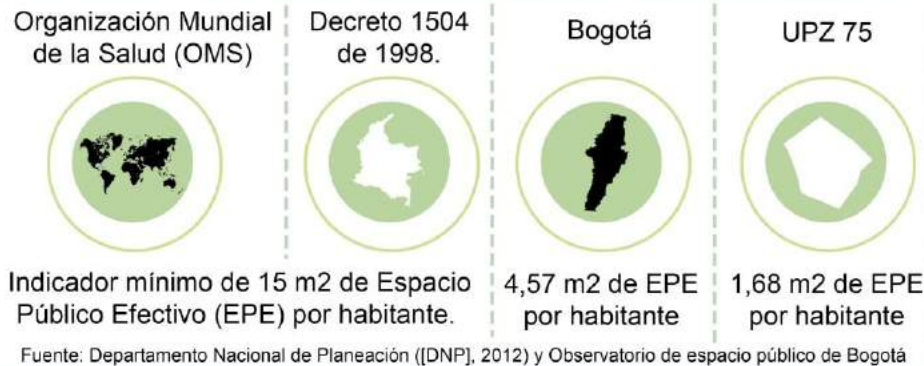 Organización Mundial
de la Salud (OMS)
Decreto 1504
de 1998.
Bogotá
UPZ 75
Indicador mínimo de 15 m2 de Espacio
Público Efectivo (EPE) por habitante.
4,57 m2 de EPE
por habitante
1,68 m2 de EPE
por habitante
Fuente: Departamento Nacional de Planeación ([DNP], 2012) y Observatorio de espacio público de Bogotá